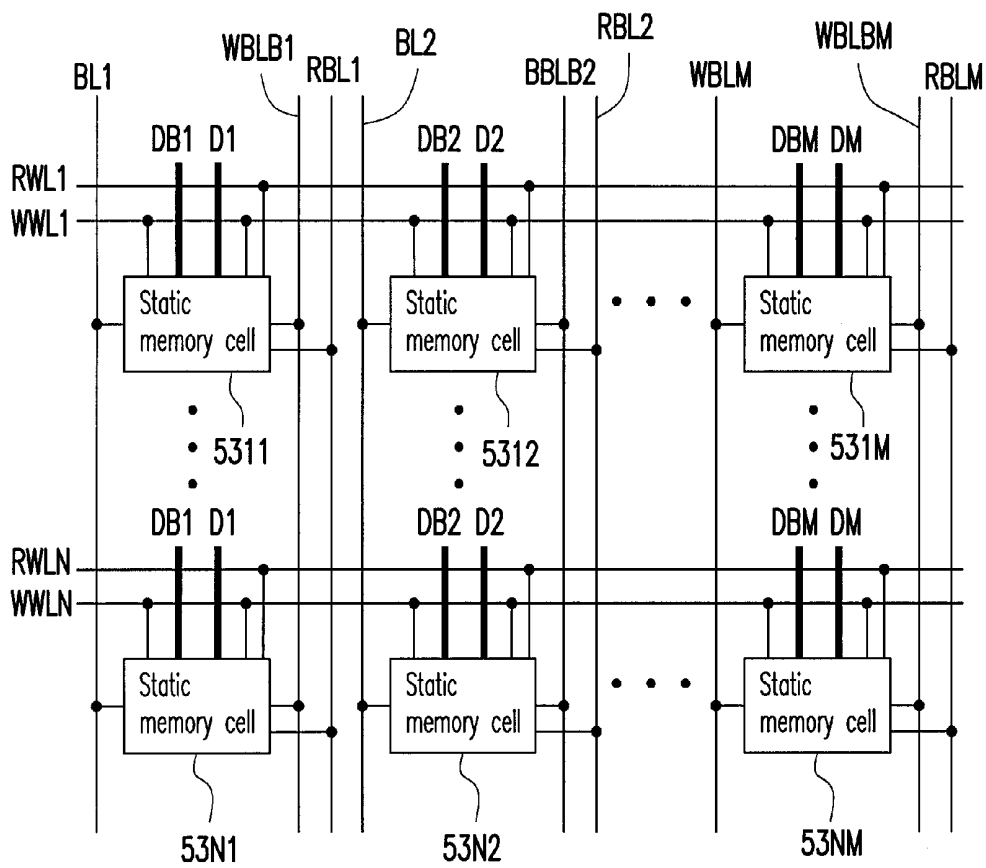 BL1
WBLB1
RBL1
BL2
BBLB2
RBL2
WBLM
WBLBM
RBLM
DB1 D1
DB2 D2
DBM DM
RWL1
WWL1
Static
memory cell
Static
memory cell
Static
memory cell
5311
5312
531M
DB1 D1
DB2 D2
DBM DM
RWLN
WWLN
Static
memory cell
Static
memory cell
Static
memory cell
53N1
53N2
53NM